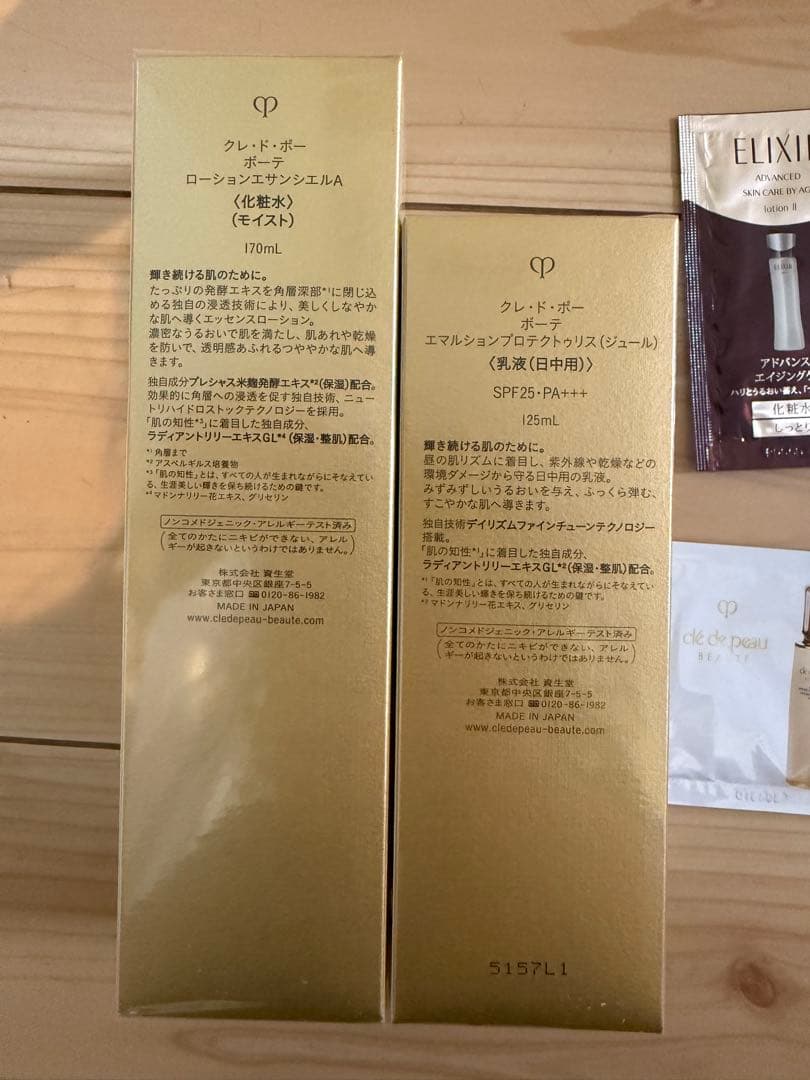 クレ・ド・ポー
ボーテ
ローションエサンシエルA
〈化粧水〉
(モイスト)
170mL
輝き続ける肌のために。
たっぷりの発酵エキスを角層深部*¹に閉じ込
める独自の浸透技術により、美しくしなやか
な肌へ導くエッセンスローション。
濃密なうるおいで肌を満たし、肌あれや乾燥
を防いで、透明感あふれるつややかな肌へ導
きます。
独自成分プレシャス米麹発酵エキス*²(保湿)配合。
効果的に角層への浸透を促す独自技術、ニュー
トリハイドロストックテクノロジーを採用。
「肌の知性*³」に着目した独自成分、
ラディアントリリーエキスGL*⁴(保湿・整肌)配合。
*¹ 角層まで
*² アスペルギルス培養物
*³「肌の知性」とは、すべての人が生まれながらにそなえてい
る、生涯美しい輝きを保ち続けるための鍵です。
*⁴ マドンナリリー花エキス、グリセリン
ノンコメドジェニック・アレルギーテスト済み
(全てのかたにニキビができない、アレル
ギーが起きないというわけではありません。)
株式会社 資生堂
東京都中央区銀座7-5-5
お客さま窓口 0120-86-1982
MADE IN JAPAN
www.cledepeau-beaute.com
クレ・ド・ポー
ボーテ
エマルションプロテクトゥリス(ジュール)
〈乳液(日中用)〉
SPF25・PA+++
125mL
輝き続ける肌のために。
昼の肌リズムに着目し、紫外線や乾燥などの
環境ダメージから守る日中用の乳液。
みずみずしいうるおいを与え、ふっくら弾む、
すこやかな肌へ導きます。
独自技術デイリズムファインチューンテクノロジー
搭載。
「肌の知性*¹」に着目した独自成分、
ラディアントリリーエキスGL*²(保湿・整肌)配合。
*¹「肌の知性」とは、すべての人が生まれながらにそなえてい
る、生涯美しい輝きを保ち続けるための鍵です。
*² マドンナリリー花エキス、グリセリン
ノンコメドジェニック・アレルギーテスト済み
(全てのかたにニキビができない、アレル
ギーが起きないというわけではありません。)
株式会社 資生堂
東京都中央区銀座7-5-5
お客さま窓口 0120-86-1982
MADE IN JAPAN
www.cledepeau-beaute.com
5157L1
ELIXI
ADVANCED
SKIN CARE BY AG
lotion II
ELIXIR
アドバンス
エイジングケ
ハリとうるおい蓄え、
化粧水
しっとり
clé de peau
BEAUTÉ